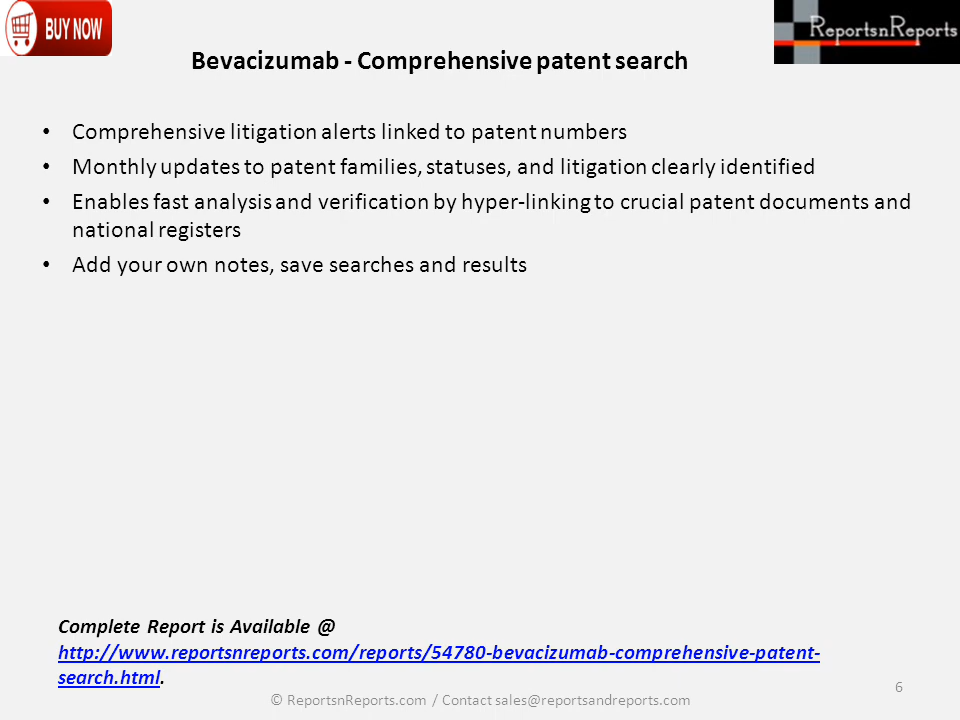 BUY NOW
ReportsnReports
Bevacizumab - Comprehensive patent search
• Comprehensive litigation alerts linked to patent numbers
• Monthly updates to patent families, statuses, and litigation clearly identified
• Enables fast analysis and verification by hyper-linking to crucial patent documents and
national registers
• Add your own notes, save searches and results
Complete Report is Available @
http://www.reportsnreports.com/reports/54780-bevacizumab-comprehensive-patent-
search.html.
© ReportsnReports.com / Contact sales@reportsandreports.com
6